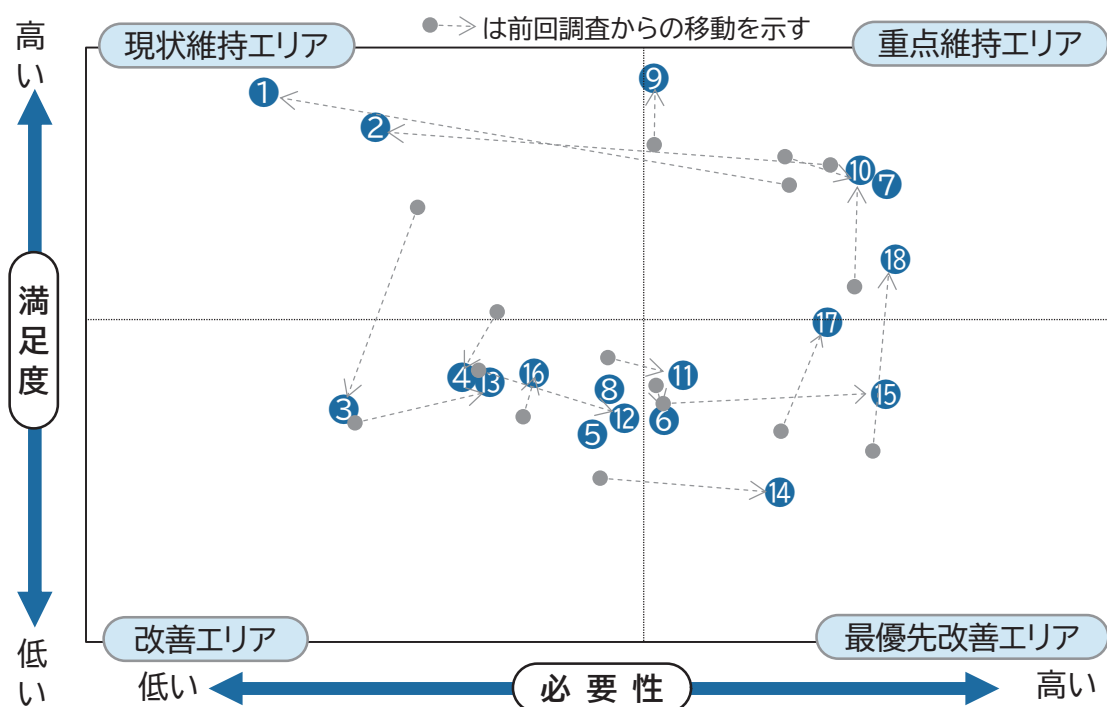 は前回調査からの移動を示す
高い
現状維持エリア
重点維持エリア
①
②
⑨
⑩
⑦
⑱
満足度
⑰
④
⑬
⑯
⑧
⑪
③
⑤
⑫
⑥
⑮
⑭
改善エリア
最優先改善エリア
低い
低い
必要性
高い